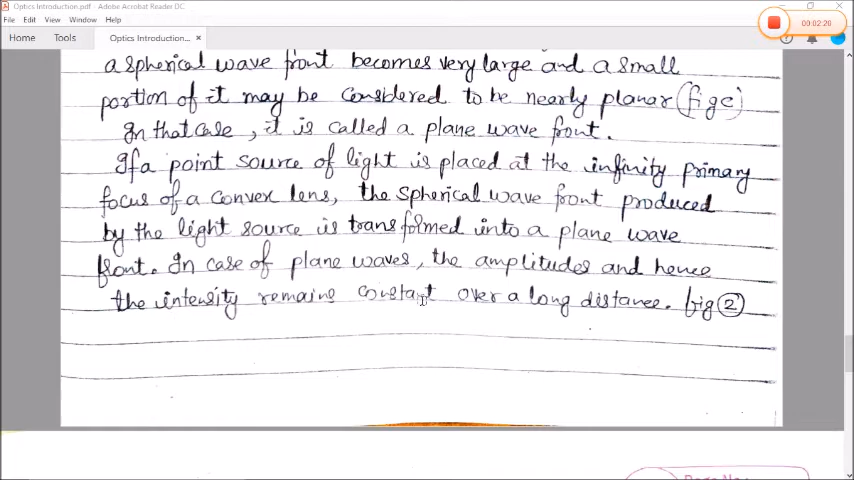 Optics Introduction.pdf - Adobe Acrobat Reader DC
File Edit View Window Help
00:02:20
Home Tools Optics Introduction... ×
a spherical wave front becomes very large and a small
portion of it may be considered to be nearly planar (fig c)
In that case, it is called a plane wave front.
If a point source of light is placed at the infinity primary
focus of a convex lens, the spherical wave front produced
by the light source is transformed into a plane wave
front. In case of plane waves, the amplitudes and hence
the intensity remains constant over a long distance. fig 2